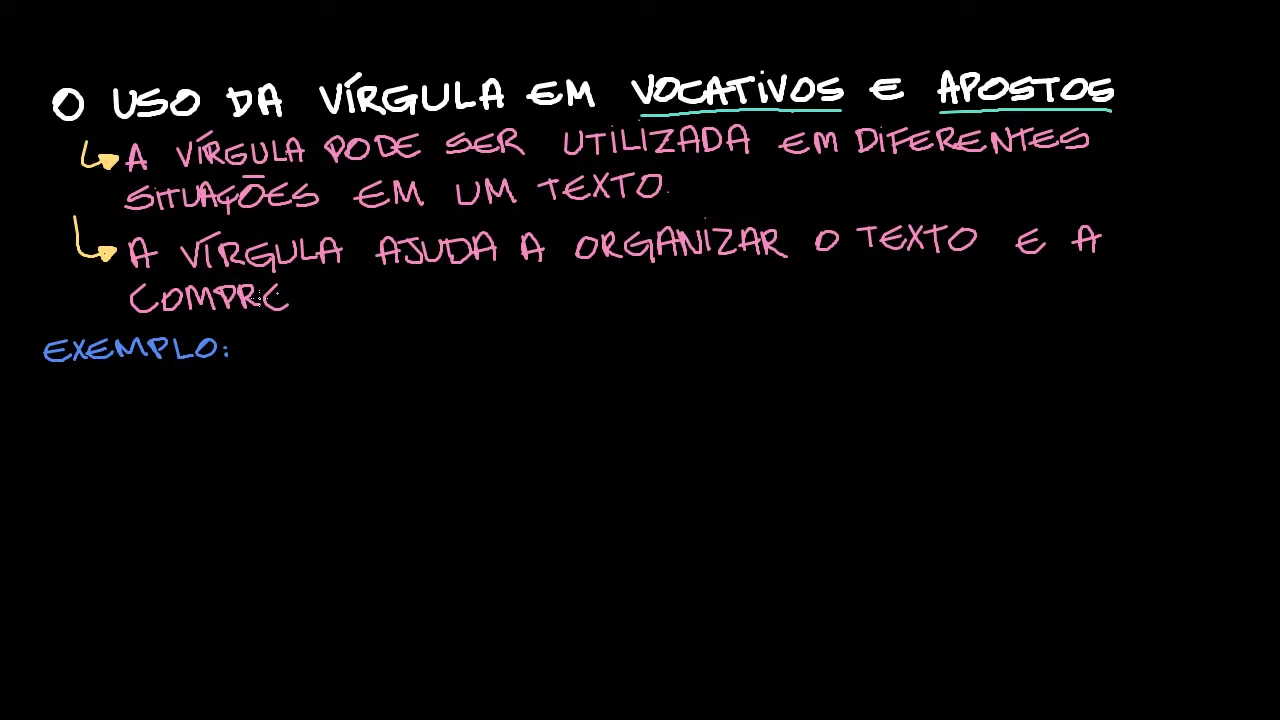 O USO DA VÍRGULA EM VOCATIVOS E APOSTOS
A VÍRGULA PODE SER UTILIZADA EM DIFERENTES
SITUAÇÕES EM UM TEXTO.
A VÍRGULA AJUDA A ORGANIZAR O TEXTO E A
COMPRE
EXEMPLO: